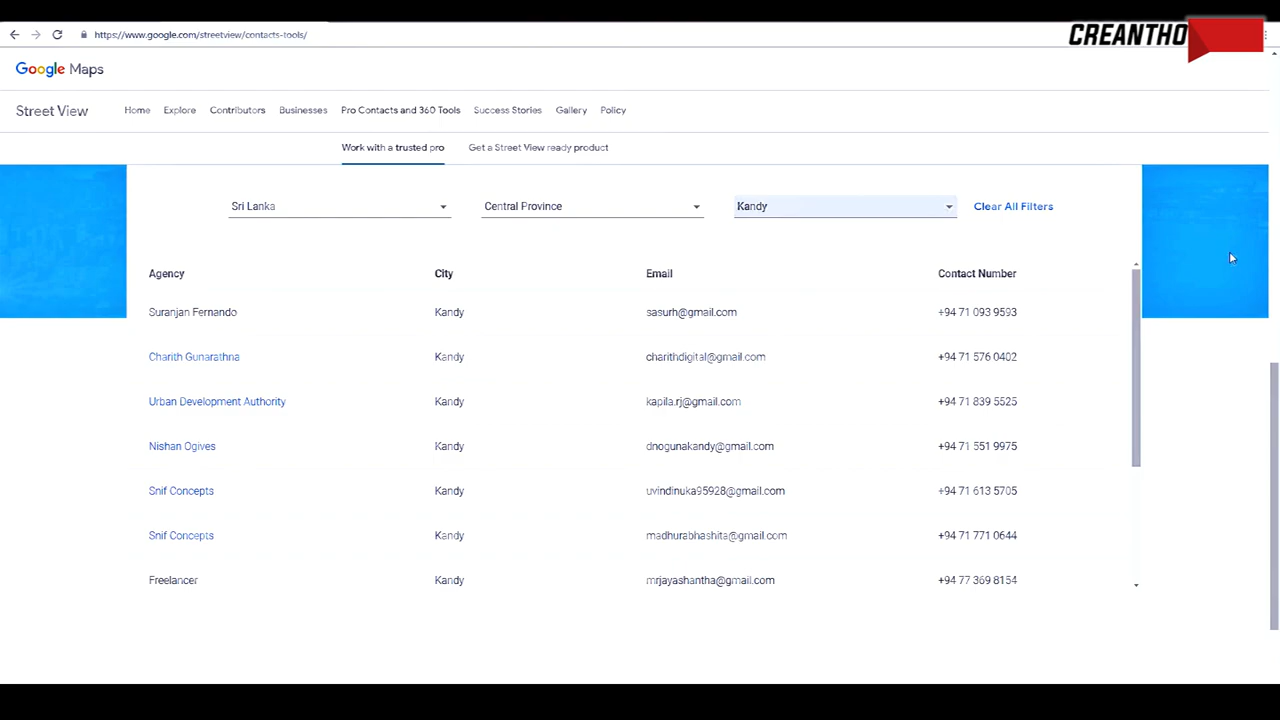 https://www.google.com/streetview/contacts-tools/
CREANTHO
Google Maps
Street View Home Explore Contributors Businesses Pro Contacts and 360 Tools Success Stories Gallery Policy
Work with a trusted pro Get a Street View ready product
Sri Lanka Central Province Kandy Clear All Filters
Agency City Email Contact Number
Suranjan Fernando Kandy sasurh@gmail.com +94 71 093 9593
Charith Gunarathna Kandy charithdigital@gmail.com +94 71 576 0402
Urban Development Authority Kandy kapila.rj@gmail.com +94 71 839 5525
Nishan Ogives Kandy dnogunakandy@gmail.com +94 71 551 9975
Snif Concepts Kandy uvindinuka95928@gmail.com +94 71 613 5705
Snif Concepts Kandy madhurabhashita@gmail.com +94 71 771 0644
Freelancer Kandy mrjayashantha@gmail.com +94 77 369 8154